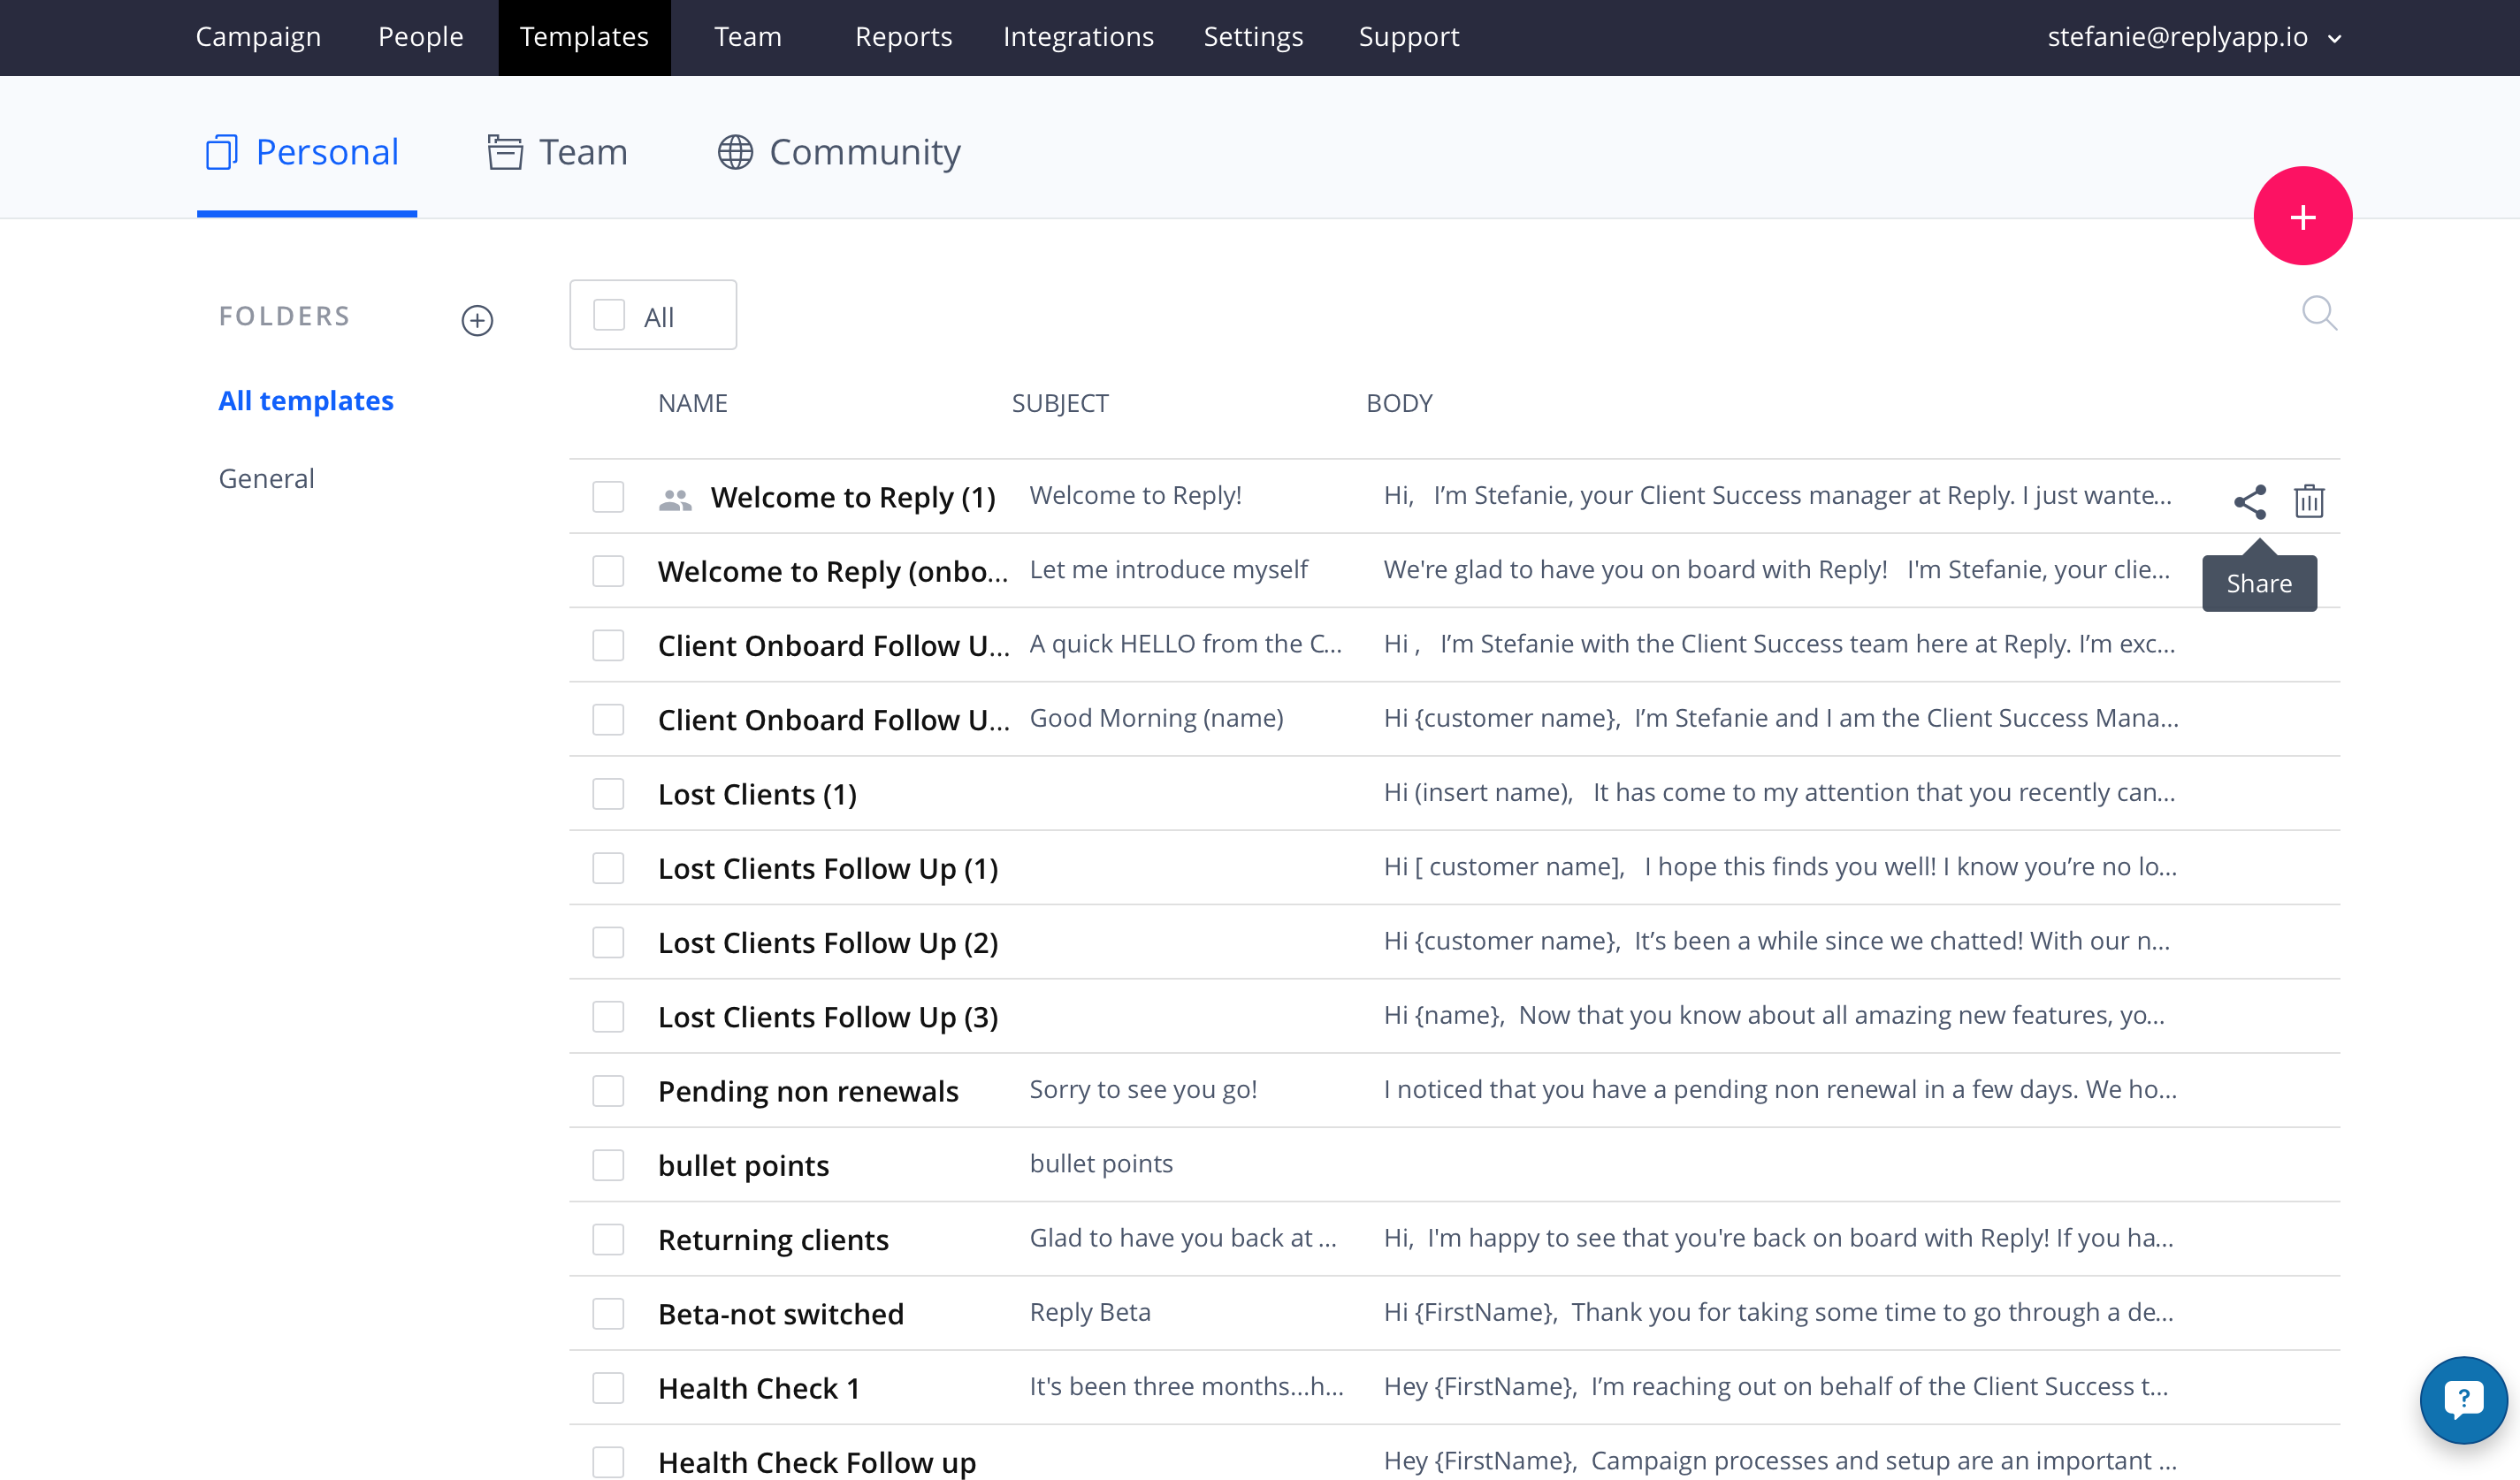 Campaign People Templates Team Reports Integrations Settings Support stefanie@replyapp.io
Personal Team Community
FOLDERS
All templates
General
All
NAME SUBJECT BODY
Welcome to Reply (1) Welcome to Reply! Hi, I’m Stefanie, your Client Success manager at Reply. I just wante...
Welcome to Reply (onbo... Let me introduce myself We're glad to have you on board with Reply! I'm Stefanie, your clie...
Share
Client Onboard Follow U... A quick HELLO from the C... Hi , I’m Stefanie with the Client Success team here at Reply. I’m exc...
Client Onboard Follow U... Good Morning (name) Hi {customer name}, I’m Stefanie and I am the Client Success Mana...
Lost Clients (1) Hi (insert name), It has come to my attention that you recently can...
Lost Clients Follow Up (1) Hi [ customer name], I hope this finds you well! I know you’re no lo...
Lost Clients Follow Up (2) Hi {customer name}, It’s been a while since we chatted! With our n...
Lost Clients Follow Up (3) Hi {name}, Now that you know about all amazing new features, yo...
Pending non renewals Sorry to see you go! I noticed that you have a pending non renewal in a few days. We ho...
bullet points bullet points
Returning clients Glad to have you back at ... Hi, I'm happy to see that you're back on board with Reply! If you ha...
Beta-not switched Reply Beta Hi {FirstName}, Thank you for taking some time to go through a de...
Health Check 1 It's been three months...h... Hey {FirstName}, I’m reaching out on behalf of the Client Success t...
Health Check Follow up Hey {FirstName}, Campaign processes and setup are an important ...